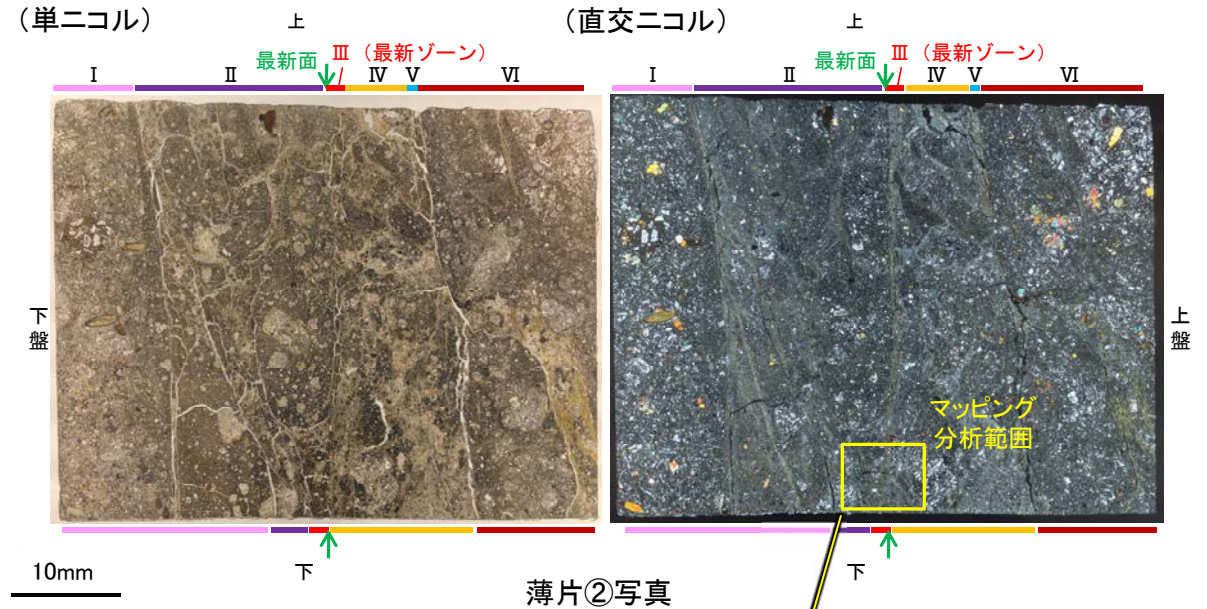 （単ニコル）
上
最新面
Ⅲ（最新ゾーン）
Ⅰ
Ⅱ
Ⅳ
Ⅴ
Ⅵ
下盤
下
10mm
（直交ニコル）
上
最新面
Ⅲ（最新ゾーン）
Ⅰ
Ⅱ
Ⅳ
Ⅴ
Ⅵ
上盤
マッピング
分析範囲
下
薄片②写真